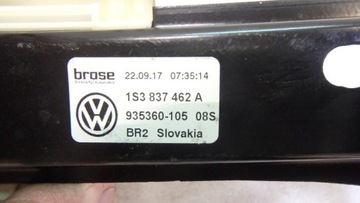 brose 22.09.17 07:35:14
1S3 837 462 A
935360-105 08S
BR2 Slovakia